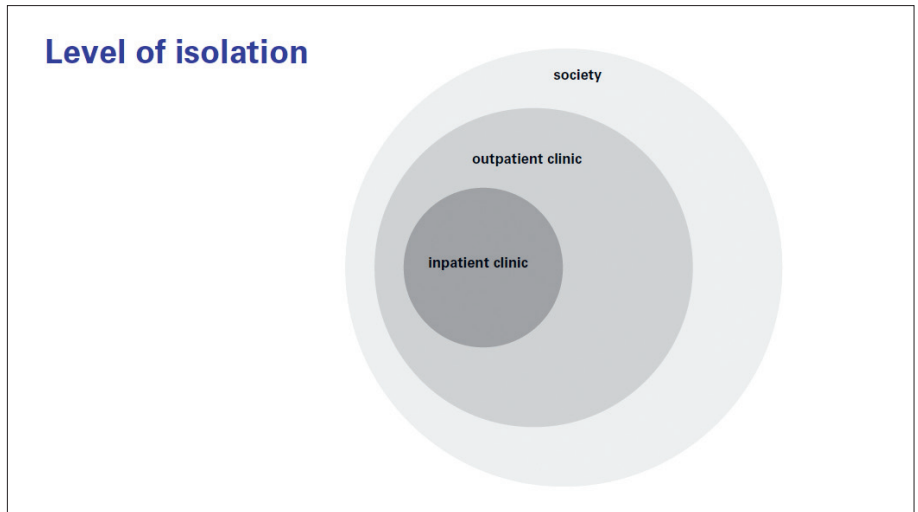 Level of isolation
society
outpatient clinic
inpatient clinic